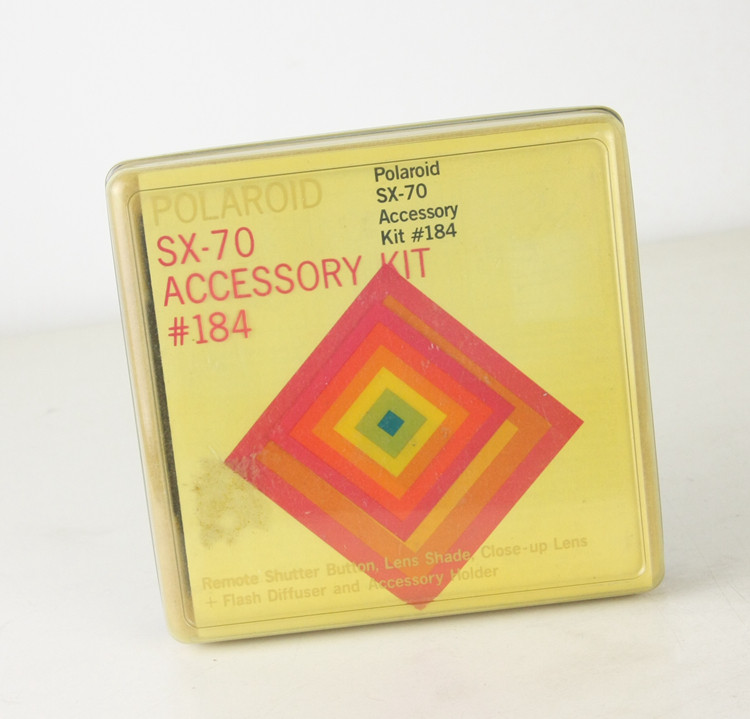 POLAROID
SX-70
ACCESSORY KIT
#184
Polaroid
SX-70
Accessory
Kit #184
Remote Shutter Button, Lens Shade, Close-up Lens
+ Flash Diffuser and Accessory Holder